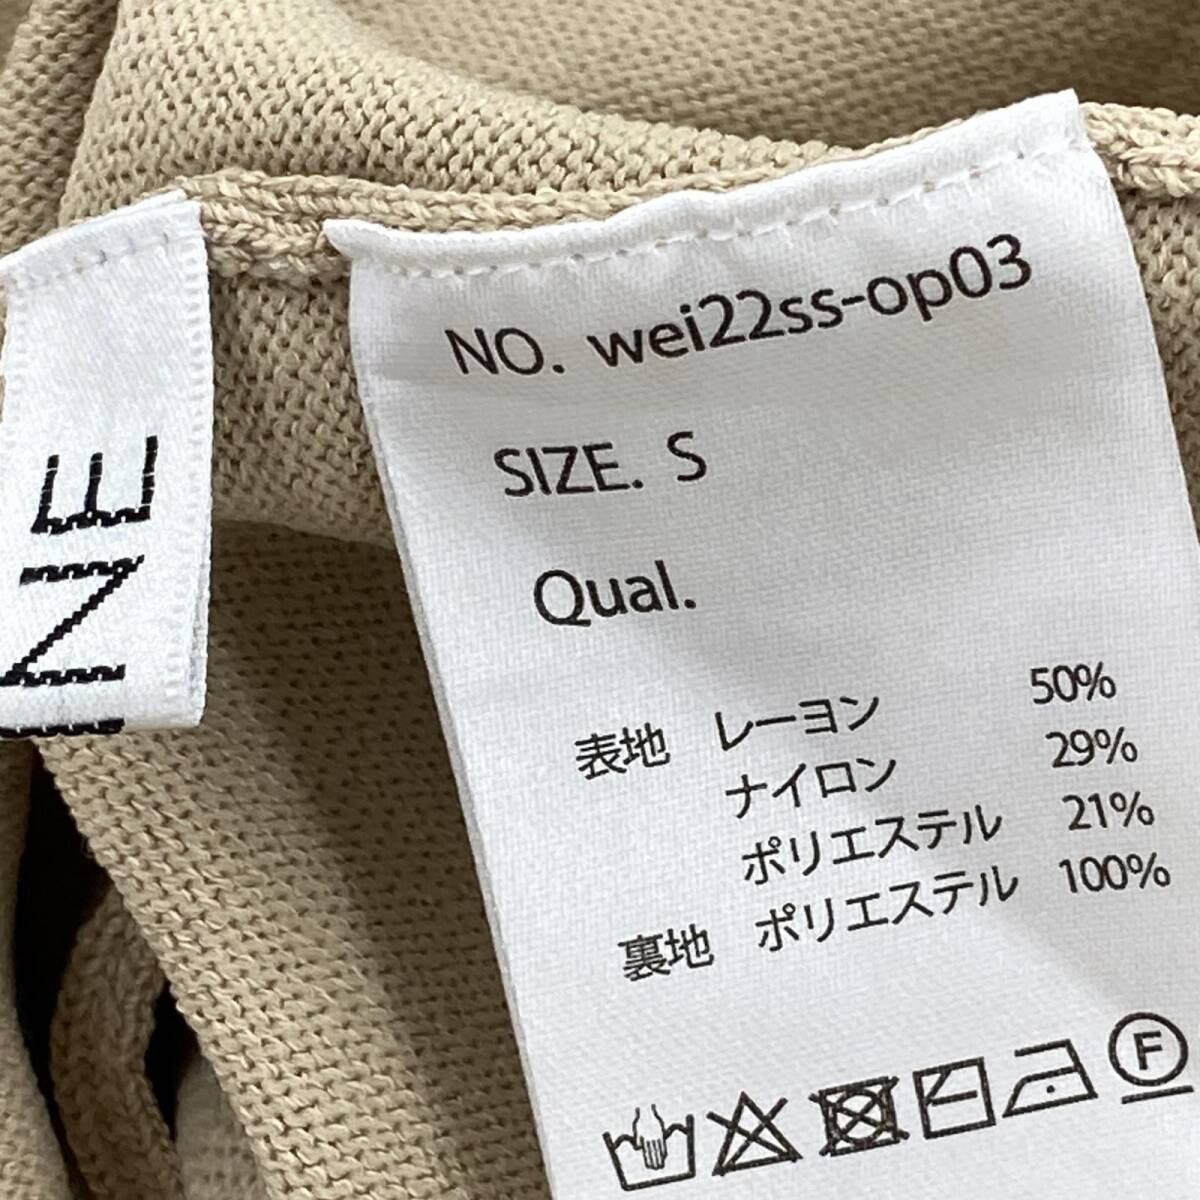 NO. wei22ss-op03
SIZE. S
Qual.
表地 レーヨン 50%
ナイロン 29%
ポリエステル 21%
裏地 ポリエステル 100%
F
NE